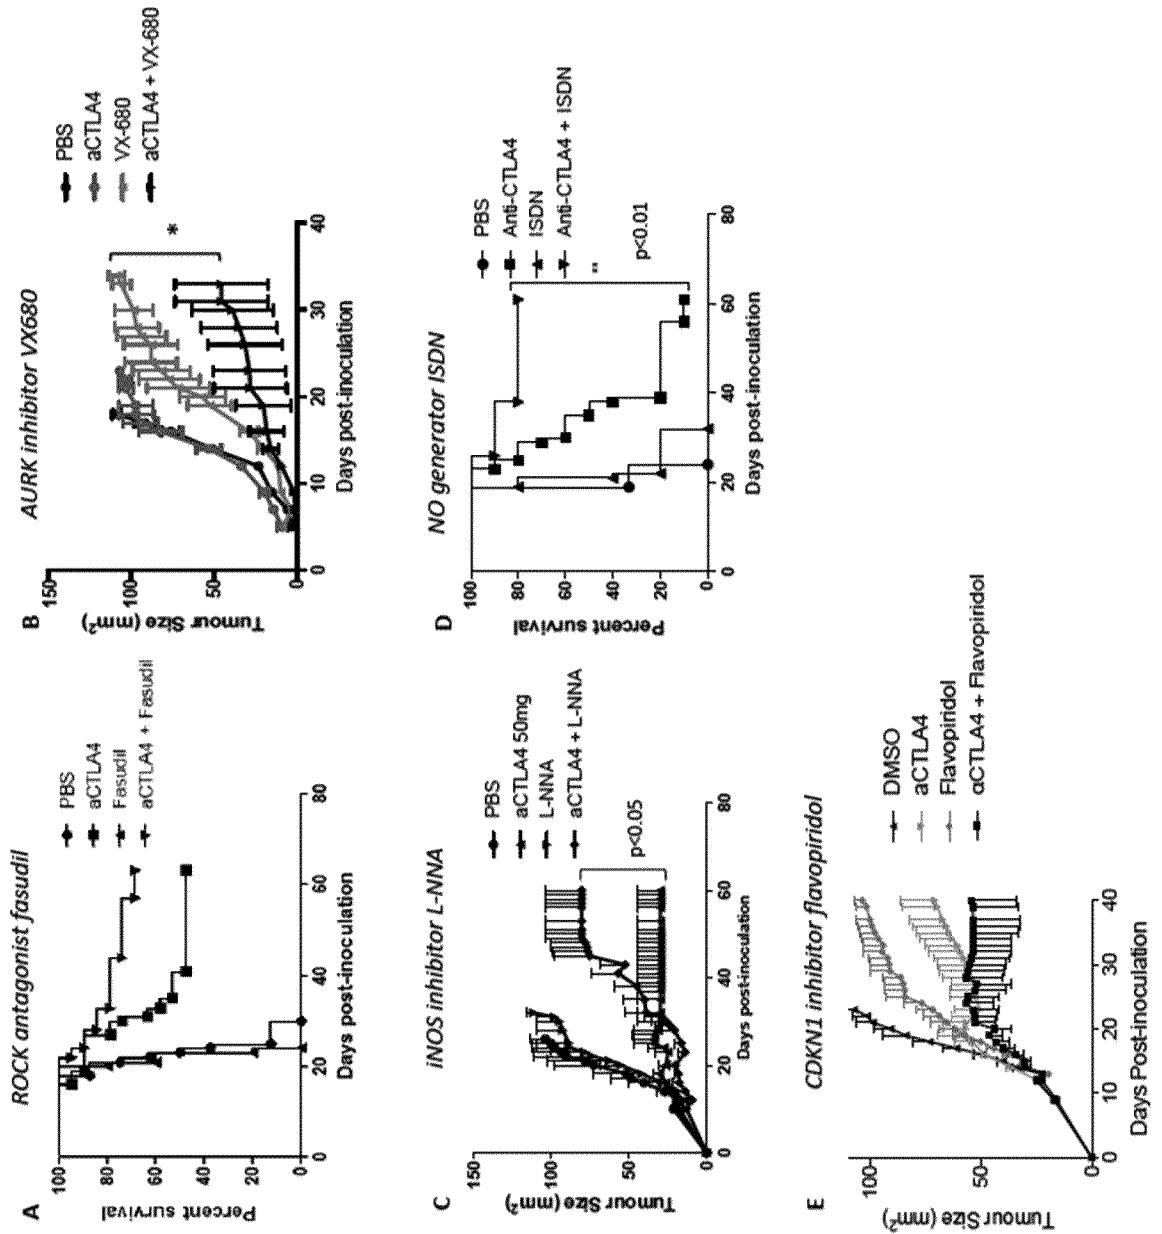 A
ROCK antagonist fasudil
PBS
aCTLA4
Fasudil
aCTLA4 + Fasudil
Percent survival
100
80
60
40
20
0
0
20
40
60
80
Days post-inoculation
B
AURK inhibitor VX680
PBS
aCTLA4
VX-680
aCTLA4 + VX-680
*
Tumour Size (mm²)
150
100
50
0
0
10
20
30
40
Days post-inoculation
C
iNOS inhibitor L-NNA
PBS
aCTLA4 50mg
L-NNA
aCTLA4 + L-NNA
p<0.05
Tumour Size (mm²)
150
100
50
0
0
20
40
60
80
Days post-inoculation
D
NO generator ISDN
PBS
Anti-CTLA4
ISDN
Anti-CTLA4 + ISDN
**
p<0.01
Percent survival
100
80
60
40
20
0
0
20
40
60
80
Days post-inoculation
E
CDKN1 inhibitor flavopiridol
DMSO
aCTLA4
Flavopiridol
αCTLA4 + Flavopiridol
Tumour Size (mm²)
100
50
0
0
10
20
30
40
Days Post-inoculation